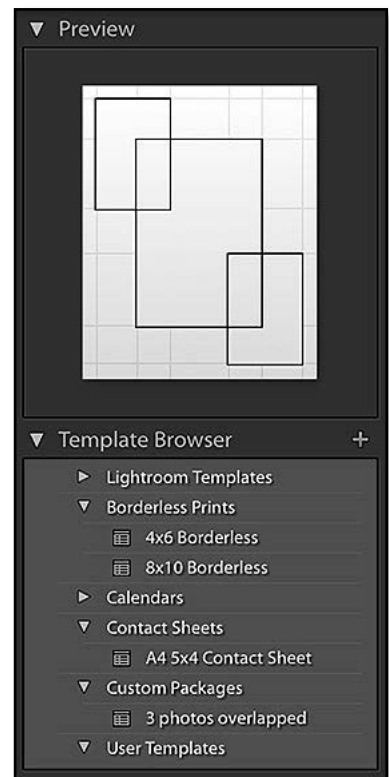 Preview
Template Browser +
Lightroom Templates
Borderless Prints
4x6 Borderless
8x10 Borderless
Calendars
Contact Sheets
A4 5x4 Contact Sheet
Custom Packages
3 photos overlapped
User Templates